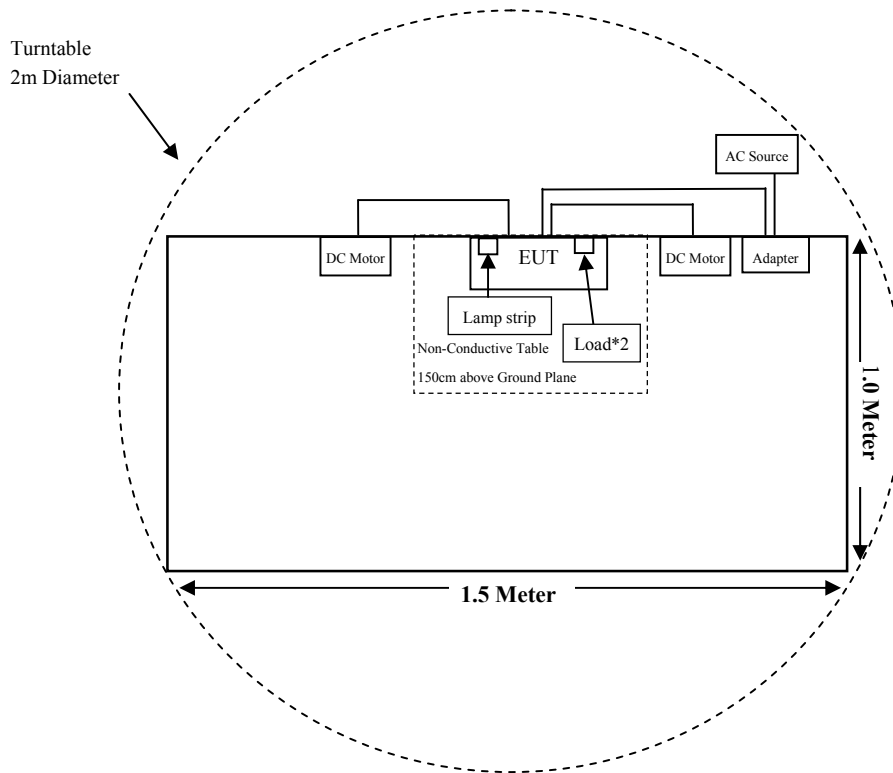 Turntable
2m Diameter
AC Source
DC Motor
EUT
DC Motor
Adapter
Lamp strip
Load*2
Non-Conductive Table
150cm above Ground Plane
1.0 Meter
1.5 Meter